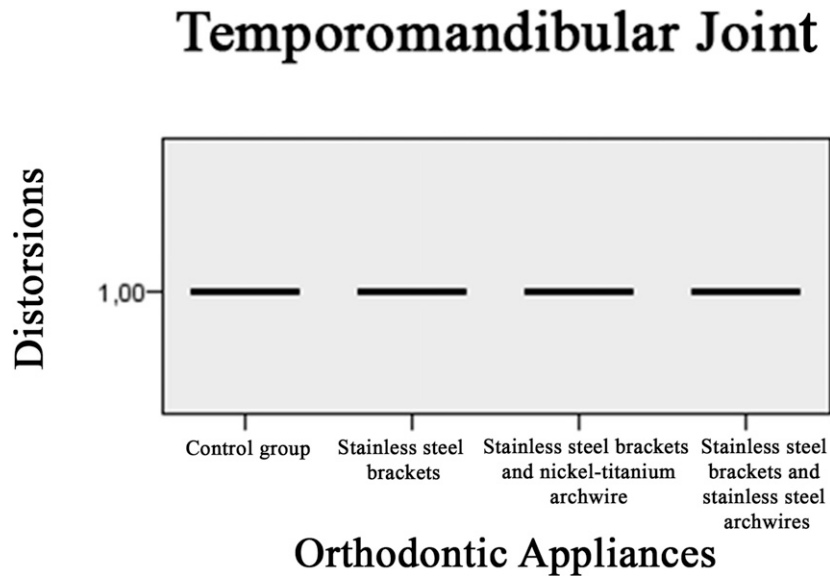 Temporomandibular Joint
Distorsions
1,00
Control group
Stainless steel
brackets
Stainless steel brackets
and nickel-titanium
archwire
Stainless steel
brackets and
stainless steel
archwires
Orthodontic Appliances